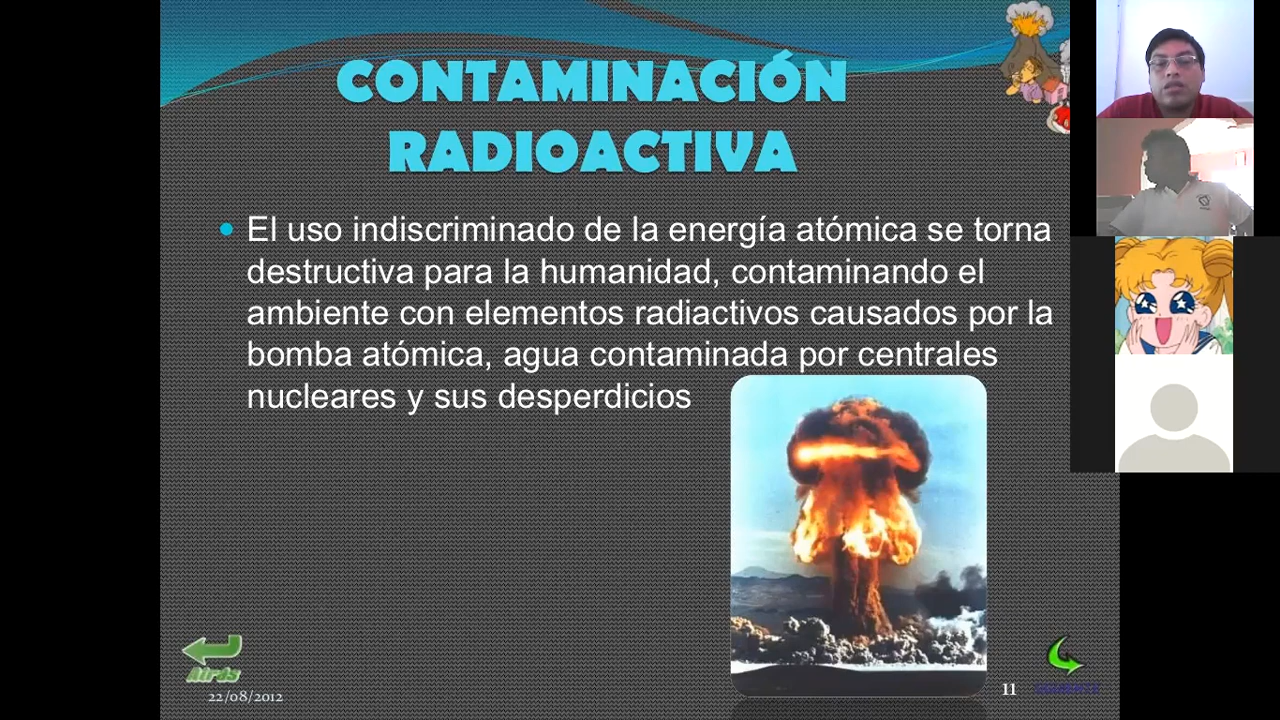 CONTAMINACIÓN
RADIOACTIVA
El uso indiscriminado de la energía atómica se torna
destructiva para la humanidad, contaminando el
ambiente con elementos radiactivos causados por la
bomba atómica, agua contaminada por centrales
nucleares y sus desperdicios
Atrás
22/08/2012
11